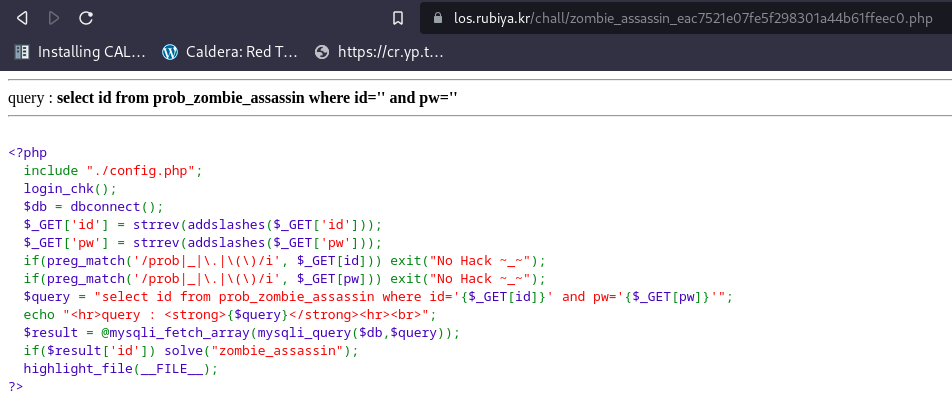 los.rubiya.kr/chall/zombie_assassin_eac7521e07fe5f298301a44b61ffeec0.php
Installing CAL... Caldera: Red T... https://cr.yp.t...
query : select id from prob_zombie_assassin where id='' and pw=''
<?php
  include "./config.php";
  login_chk();
  $db = dbconnect();
  $_GET['id'] = strrev(addslashes($_GET['id']));
  $_GET['pw'] = strrev(addslashes($_GET['pw']));
  if(preg_match('/prob|_|\.|\(\)/i', $_GET[id])) exit("No Hack ~_~");
  if(preg_match('/prob|_|\.|\(\)/i', $_GET[pw])) exit("No Hack ~_~");
  $query = "select id from prob_zombie_assassin where id='{$_GET[id]}' and pw='{$_GET[pw]}'";
  echo "<hr>query : <strong>{$query}</strong><hr><br>";
  $result = @mysqli_fetch_array(mysqli_query($db,$query));
  if($result['id']) solve("zombie_assassin");
  highlight_file(__FILE__);
?>